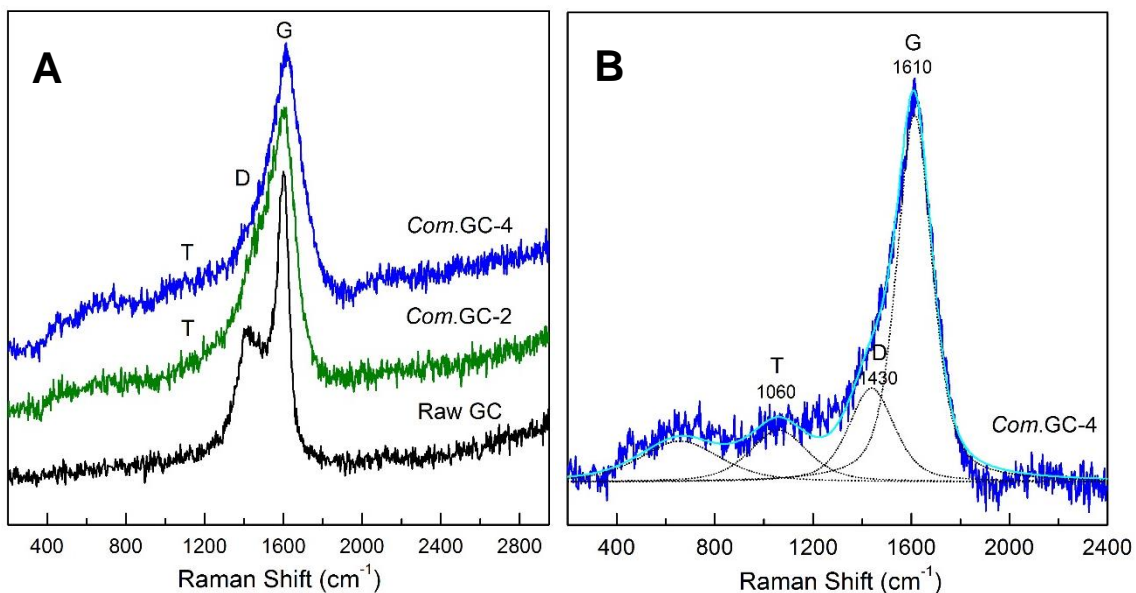 A
G
D
Com.GC-4
T
Com.GC-2
T
Raw GC
400 800 1200 1600 2000 2400 2800
Raman Shift (cm-1)
B
G
1610
D
T
1430
1060
Com.GC-4
400 800 1200 1600 2000 2400
Raman Shift (cm-1)